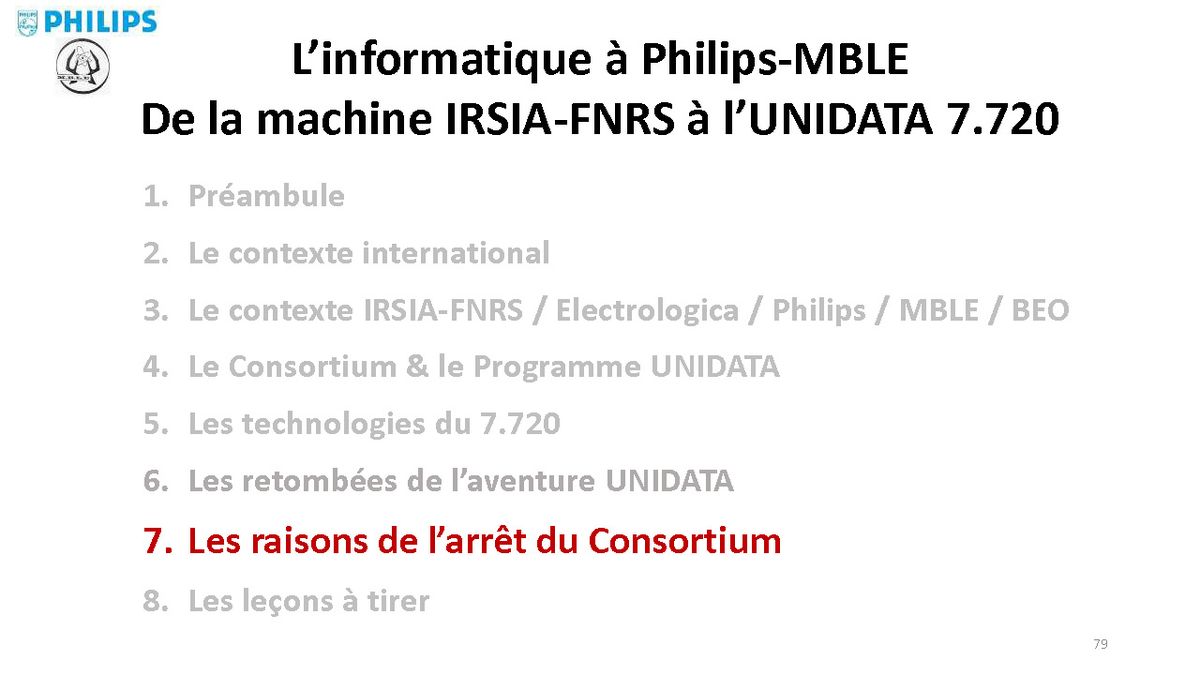 PHILIPS
M.B.L.E
L’informatique à Philips-MBLE
De la machine IRSIA-FNRS à l’UNIDATA 7.720
1. Préambule
2. Le contexte international
3. Le contexte IRSIA-FNRS / Electrologica / Philips / MBLE / BEO
4. Le Consortium & le Programme UNIDATA
5. Les technologies du 7.720
6. Les retombées de l’aventure UNIDATA
7. Les raisons de l’arrêt du Consortium
8. Les leçons à tirer
79